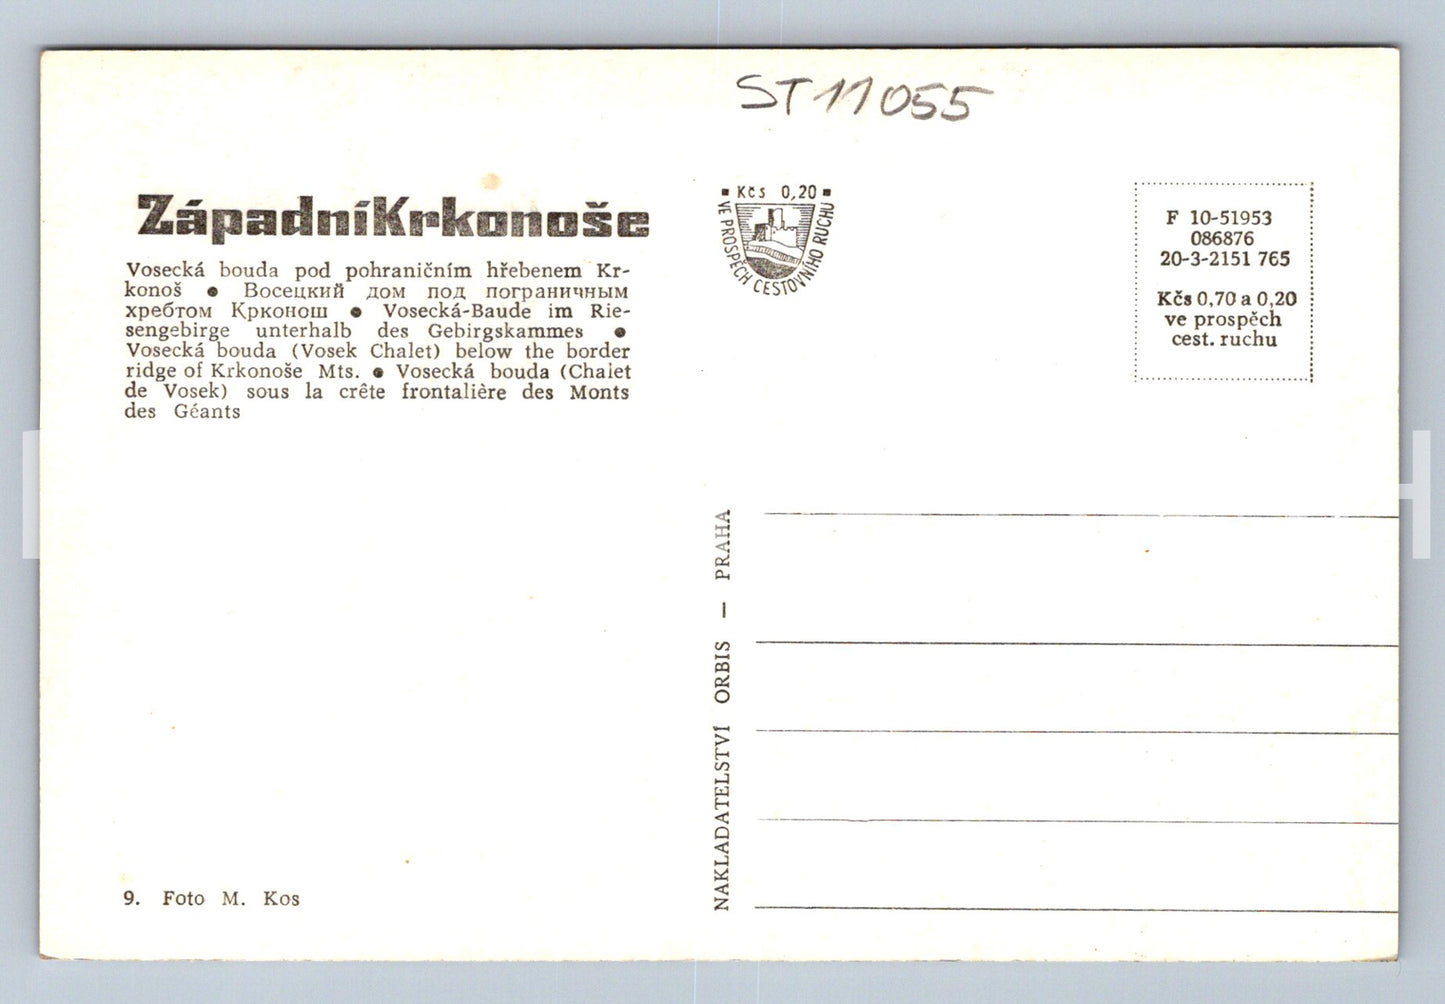 ST11055
ZápadníKrkonoše
Vosecká bouda pod pohraničním hřebenem Kr-
konoš ● Восецкий дом под пограничным
хребтом Крконош ● Vosecká-Baude im Rie-
sengebirge unterhalb des Gebirgskammes ●
Vosecká bouda (Vosek Chalet) below the border
ridge of Krkonoše Mts. ● Vosecká bouda (Chalet
de Vosek) sous la crête frontalière des Monts
des Géants
9. Foto M. Kos
▪ Kčs 0,20 ▪
VE PROSPĚCH CESTOVNÍHO RUCHU
NAKLADATELSTVÍ ORBIS — PRAHA
F 10-51953
086876
20-3-2151 765
Kčs 0,70 a 0,20
ve prospěch
cest. ruchu